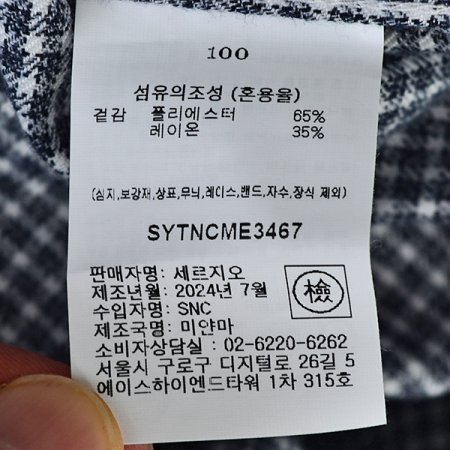 100
섬유의조성 (혼용율)
겉감 폴리에스터 65%
레이온 35%
(심지,보강재,상표,무늬,레이스,밴드,자수,장식 제외)
SYTNCME3467
판매자명: 세르지오
제조년월: 2024년 7월
수입자명: SNC
제조국명: 미얀마
檢
소비자상담실 : 02-6220-6262
서울시 구로구 디지털로 26길 5
에이스하이엔드타워 1차 315호